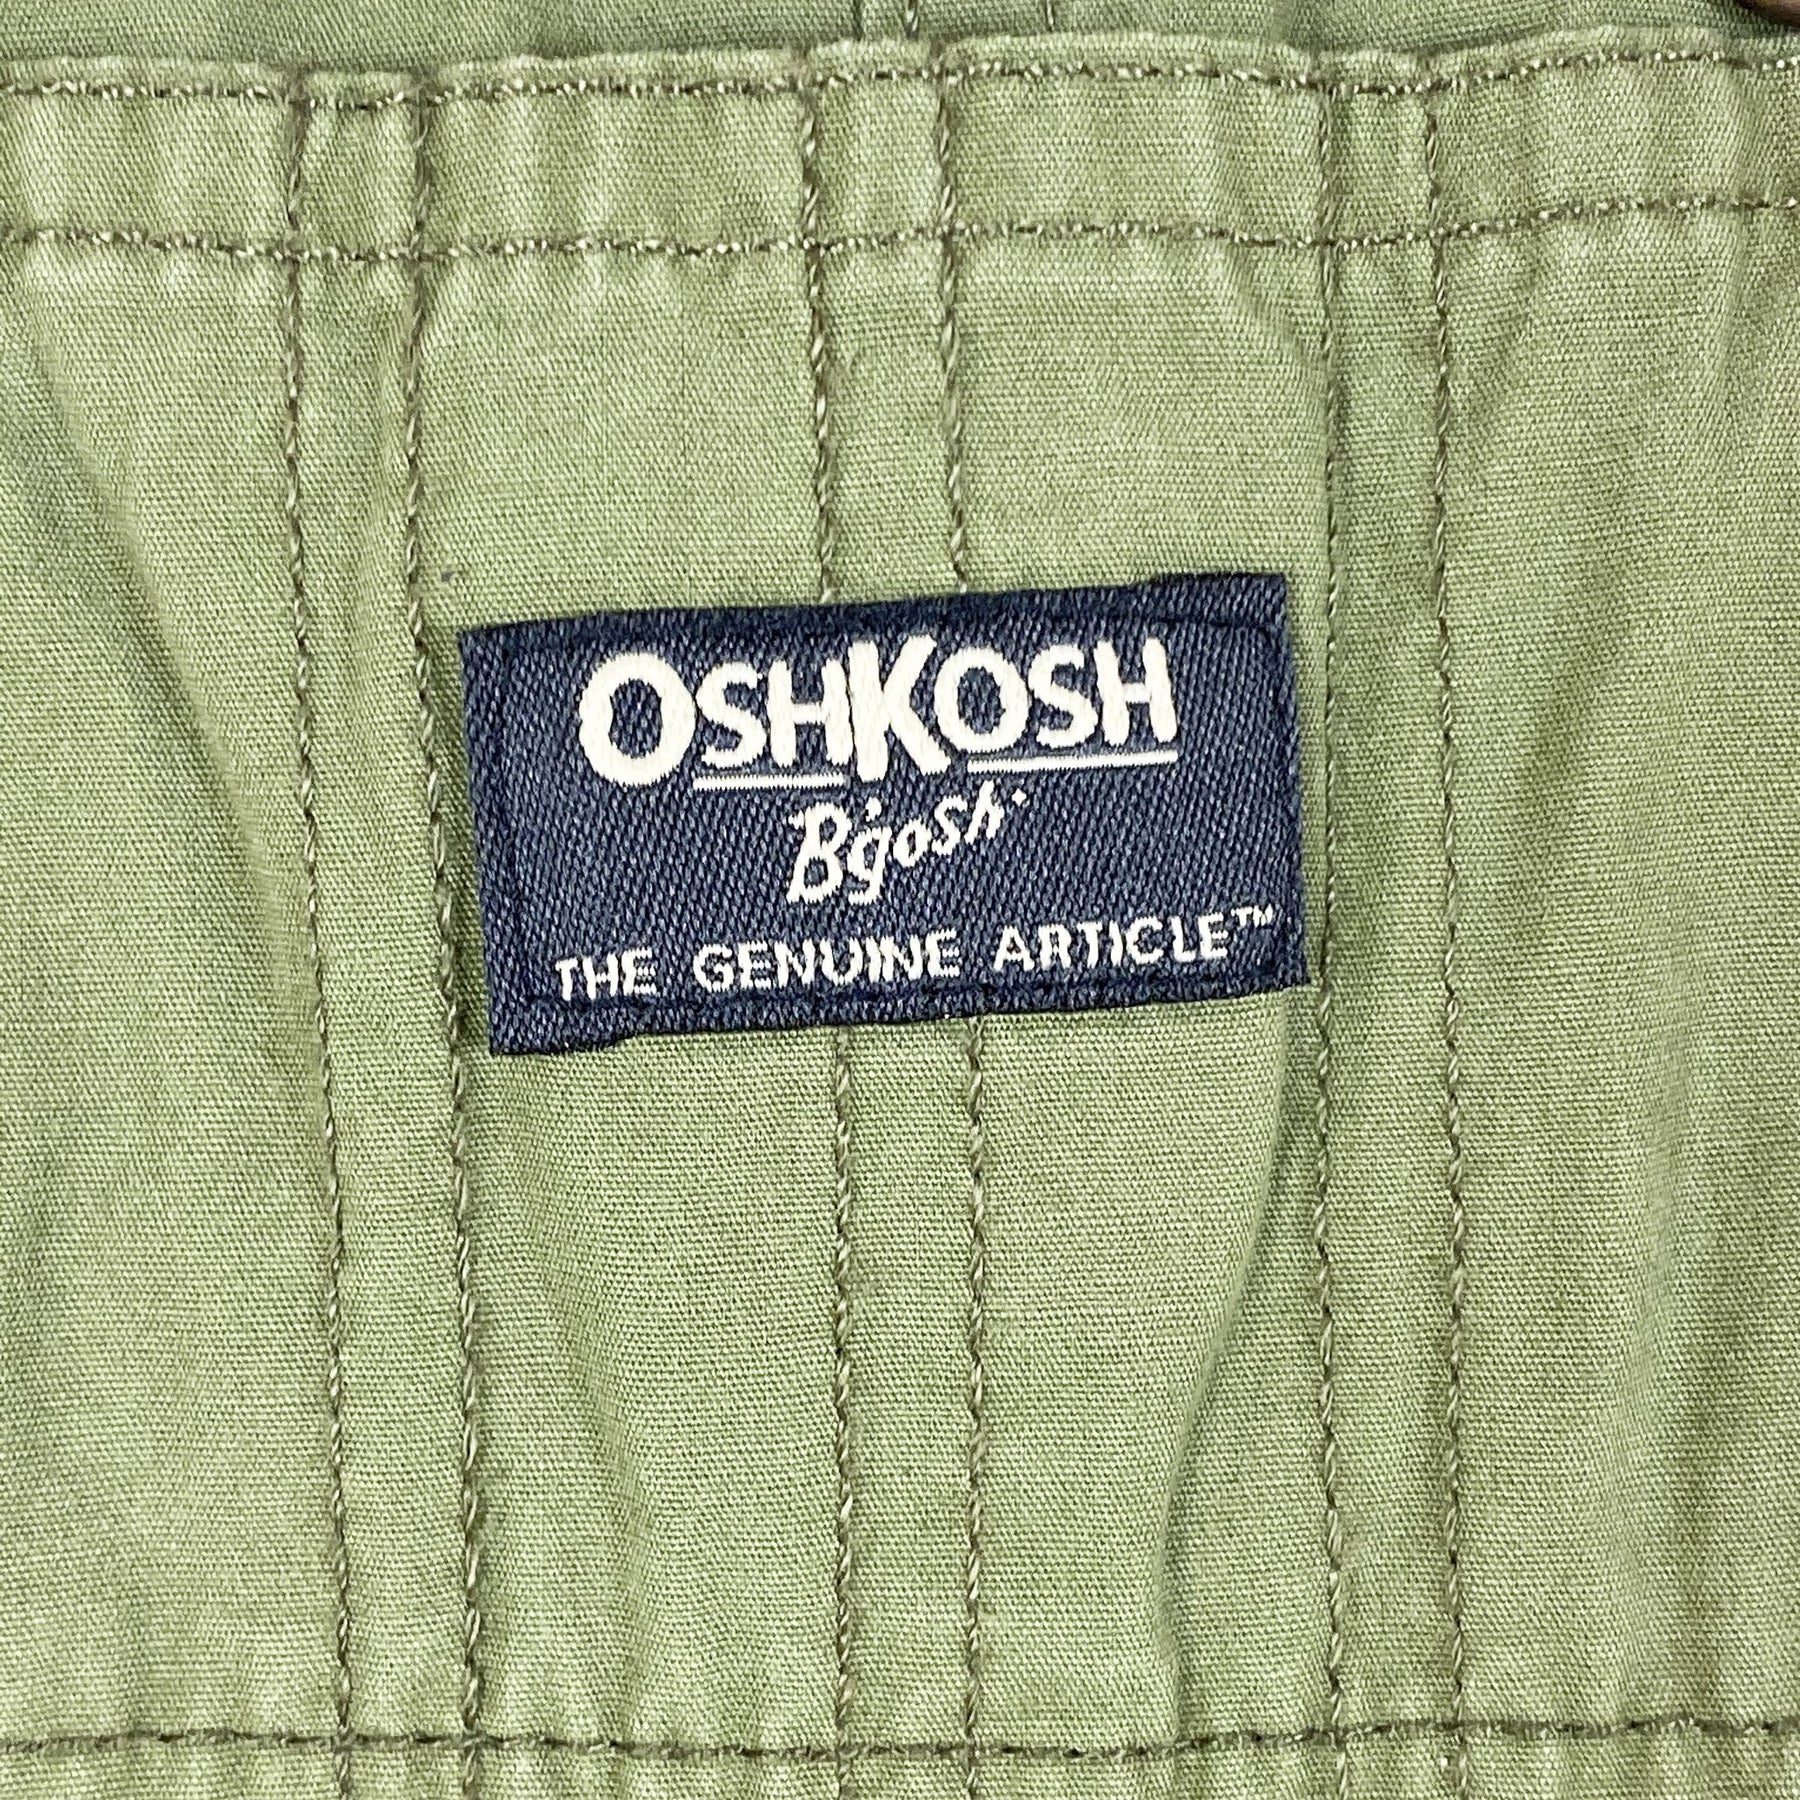 OSHKOSH
B'gosh
THE GENUINE ARTICLE™